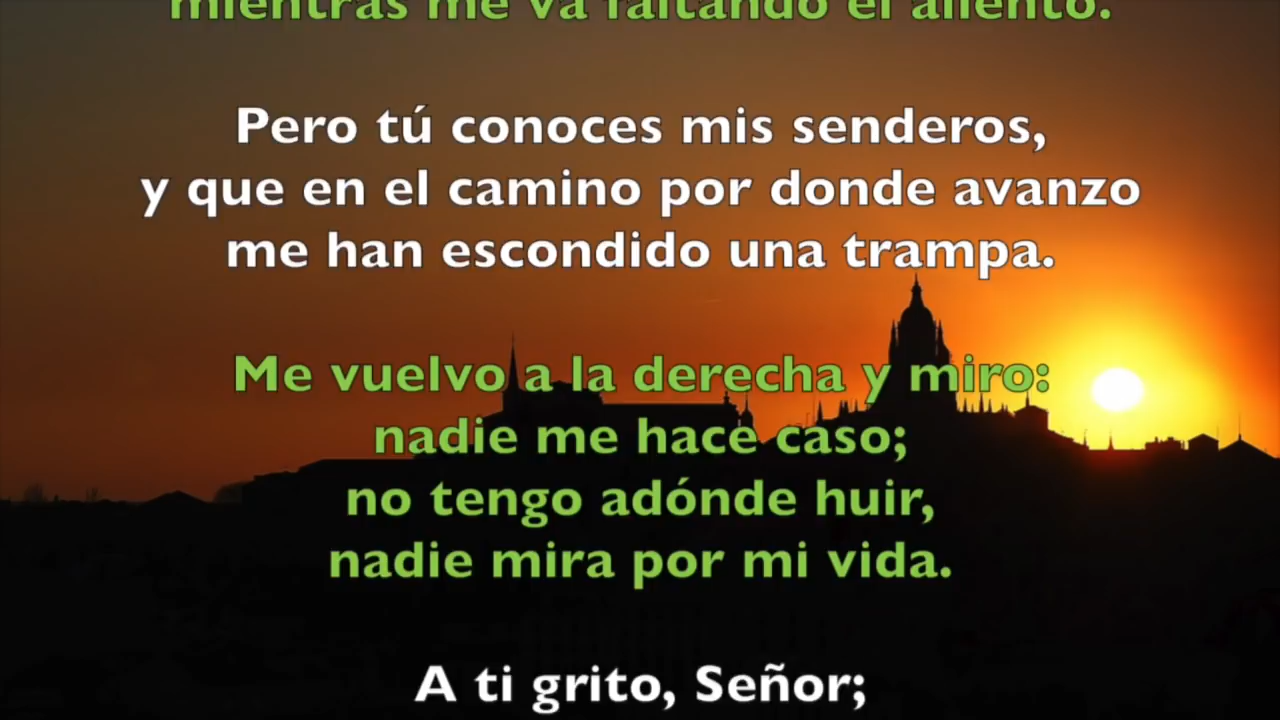 mientras me va faltando el aliento.
Pero tú conoces mis senderos,
y que en el camino por donde avanzo
me han escondido una trampa.
Me vuelvo a la derecha y miro:
nadie me hace caso;
no tengo adónde huir,
nadie mira por mi vida.
A ti grito, Señor;